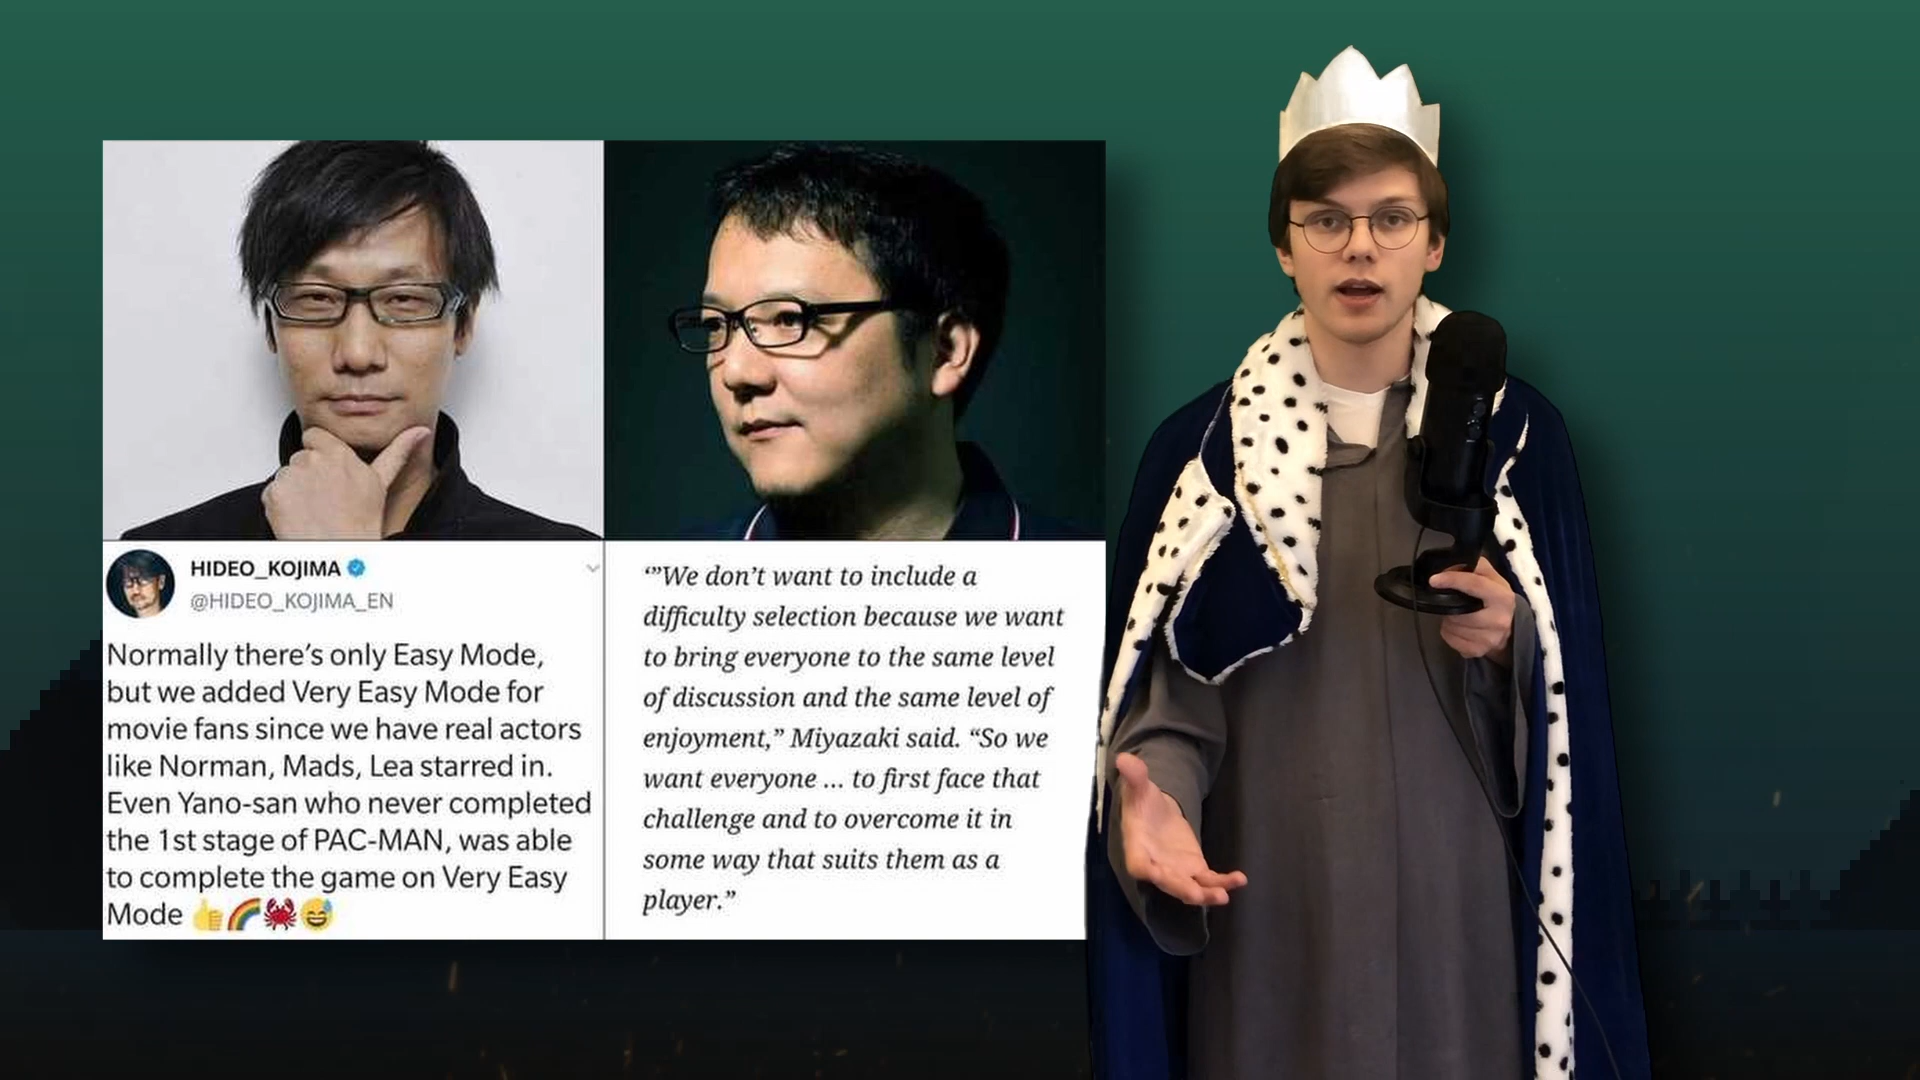 HIDEO_KOJIMA
@HIDEO_KOJIMA_EN
Normally there's only Easy Mode,
but we added Very Easy Mode for
movie fans since we have real actors
like Norman, Mads, Lea starred in.
Even Yano-san who never completed
the 1st stage of PAC-MAN, was able
to complete the game on Very Easy
Mode 👍🌈🦀😅
‘”We don’t want to include a
difficulty selection because we want
to bring everyone to the same level
of discussion and the same level of
enjoyment,” Miyazaki said. “So we
want everyone ... to first face that
challenge and to overcome it in
some way that suits them as a
player.”